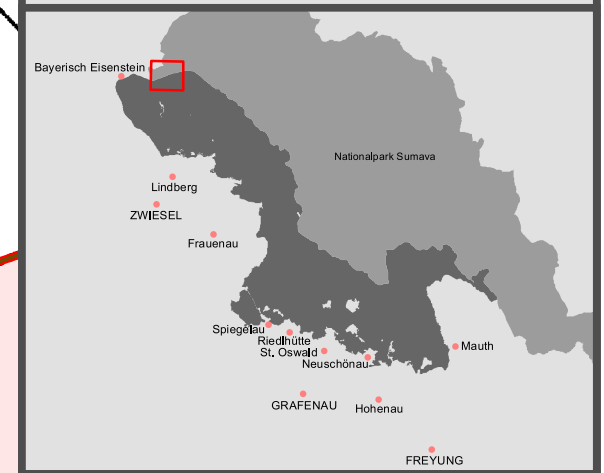 Bayerisch Eisenstein
Nationalpark Sumava
Lindberg
ZWIESEL
Frauenau
Spiegelau
Riedlhütte
St. Oswald
Mauth
Neuschönau
GRAFENAU
Hohenau
FREYUNG